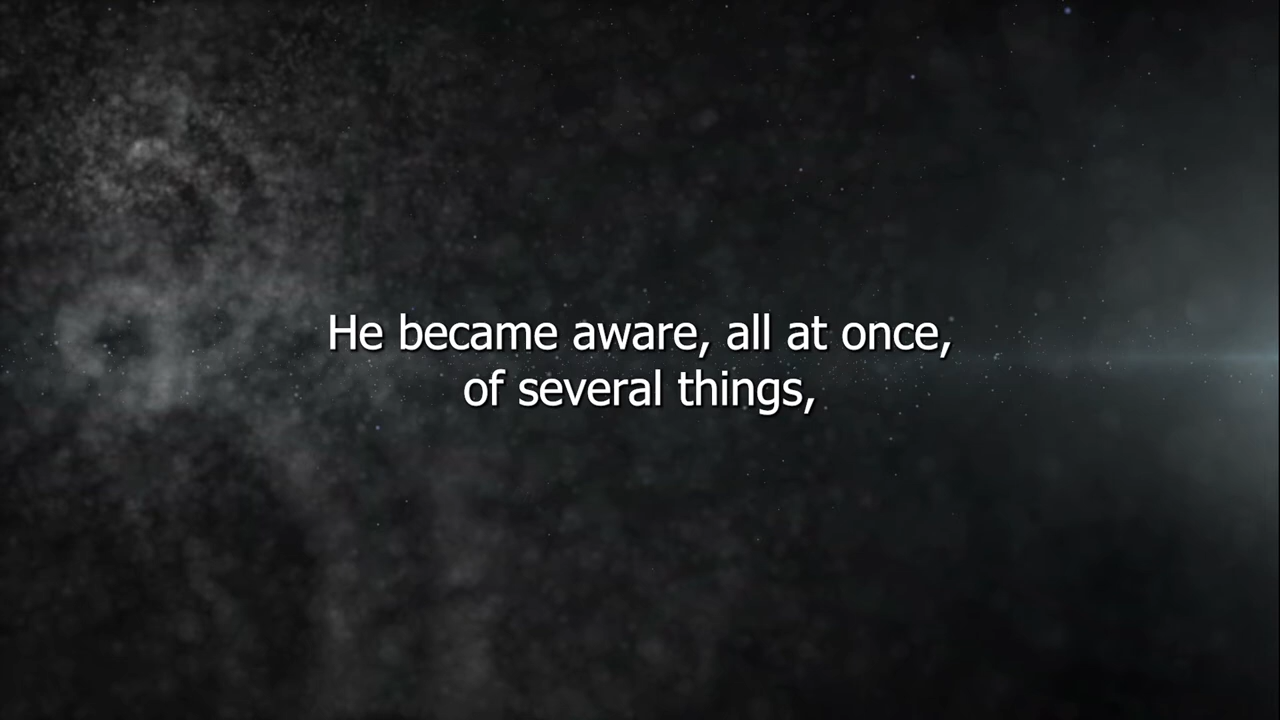 He became aware, all at once,
of several things,